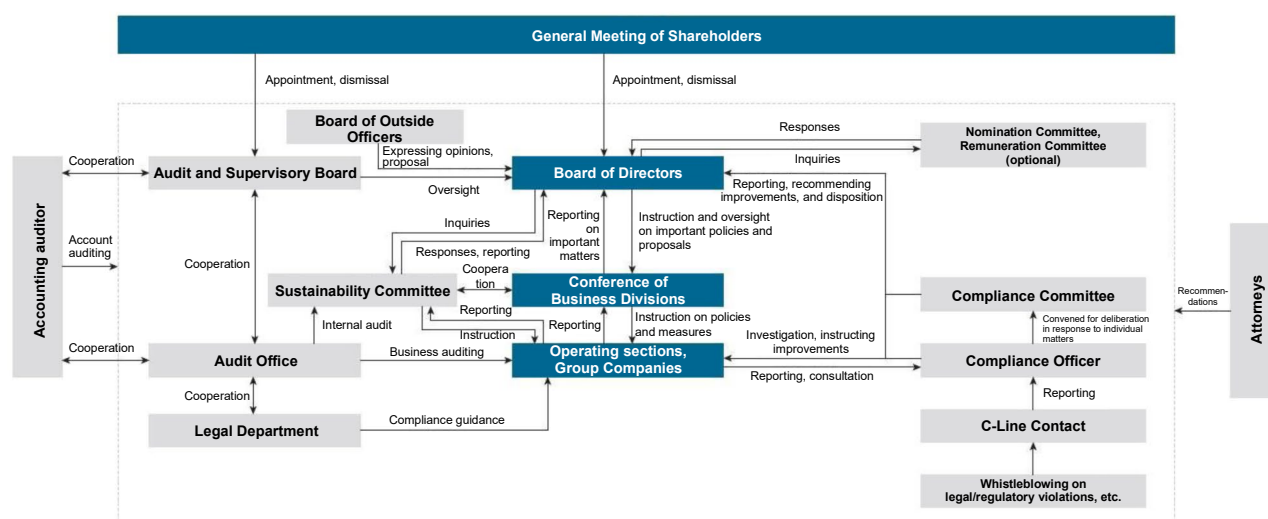 General Meeting of Shareholders
Appointment, dismissal
Appointment, dismissal
Board of Outside
Officers
Responses
Nomination Committee,
Remuneration Committee
(optional)
Cooperation
Expressing opinions,
proposal
Inquiries
Audit and Supervisory Board
Board of Directors
Oversight
Reporting, recommending
improvements, and disposition
Accounting auditor
Account
auditing
Cooperation
Inquiries
Responses, reporting
Reporting
on
important
matters
Instruction and oversight
on important policies and
proposals
Attorneys
Recommen-
dations
Coopera
tion
Sustainability Committee
Conference of
Business Divisions
Compliance Committee
Internal audit
Reporting
Instruction
Reporting
Instruction on policies
and measures
Convened for deliberation
in response to individual
matters
Investigation, instructing
improvements
Cooperation
Audit Office
Business auditing
Operating sections,
Group Companies
Compliance Officer
Reporting, consultation
Cooperation
Reporting
Legal Department
Compliance guidance
C-Line Contact
Whistleblowing on
legal/regulatory violations, etc.